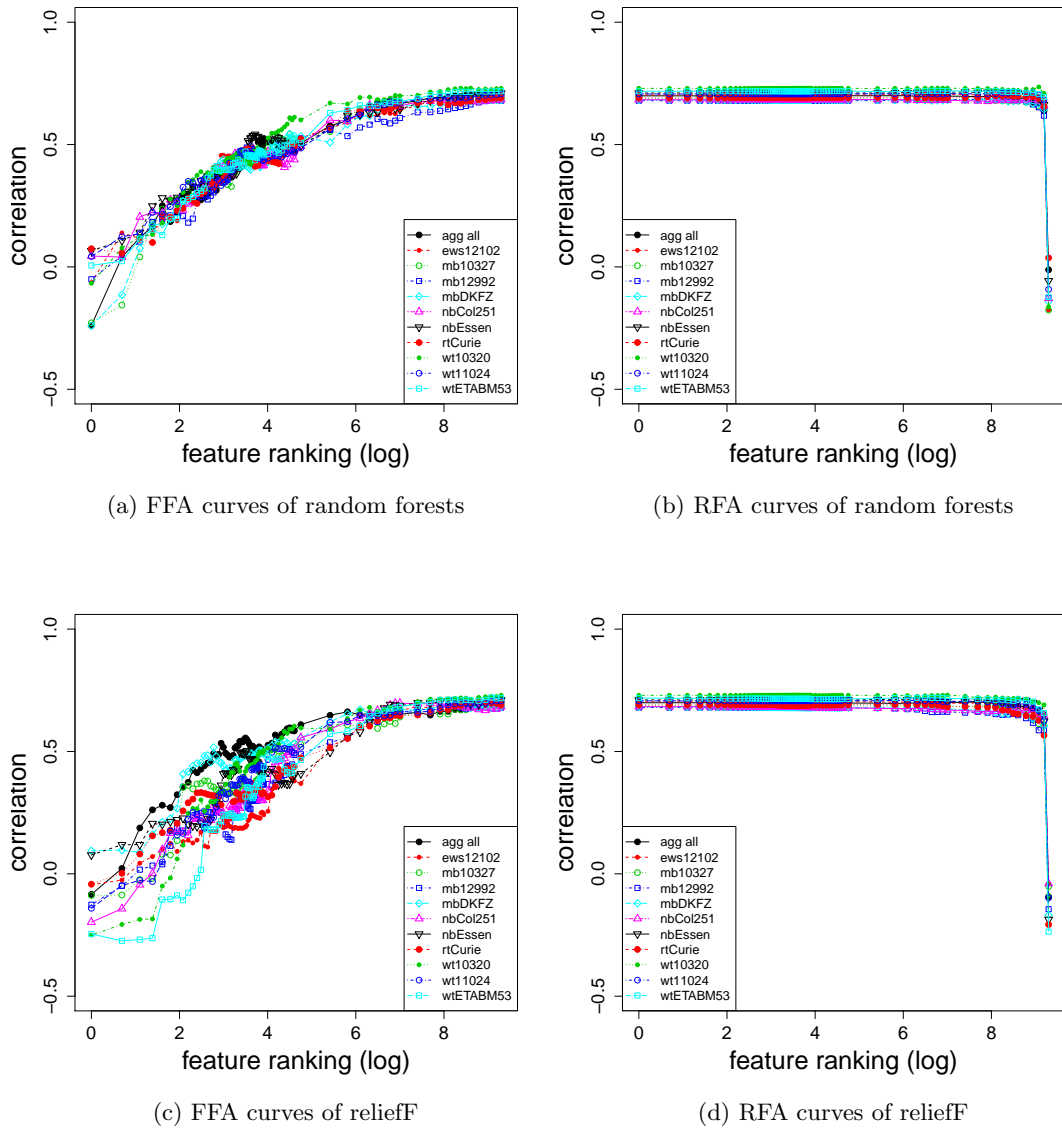 1.0
0.5
0.0
−0.5
correlation
agg all
ews12102
mb10327
mb12992
mbDKFZ
nbCol251
nbEssen
rtCurie
wt10320
wt11024
wtETABM53
0 2 4 6 8
feature ranking (log)
(a) FFA curves of random forests
1.0
0.5
0.0
−0.5
correlation
agg all
ews12102
mb10327
mb12992
mbDKFZ
nbCol251
nbEssen
rtCurie
wt10320
wt11024
wtETABM53
0 2 4 6 8
feature ranking (log)
(b) RFA curves of random forests
1.0
0.5
0.0
−0.5
correlation
agg all
ews12102
mb10327
mb12992
mbDKFZ
nbCol251
nbEssen
rtCurie
wt10320
wt11024
wtETABM53
0 2 4 6 8
feature ranking (log)
(c) FFA curves of reliefF
1.0
0.5
0.0
−0.5
correlation
agg all
ews12102
mb10327
mb12992
mbDKFZ
nbCol251
nbEssen
rtCurie
wt10320
wt11024
wtETABM53
0 2 4 6 8
feature ranking (log)
(d) RFA curves of reliefF